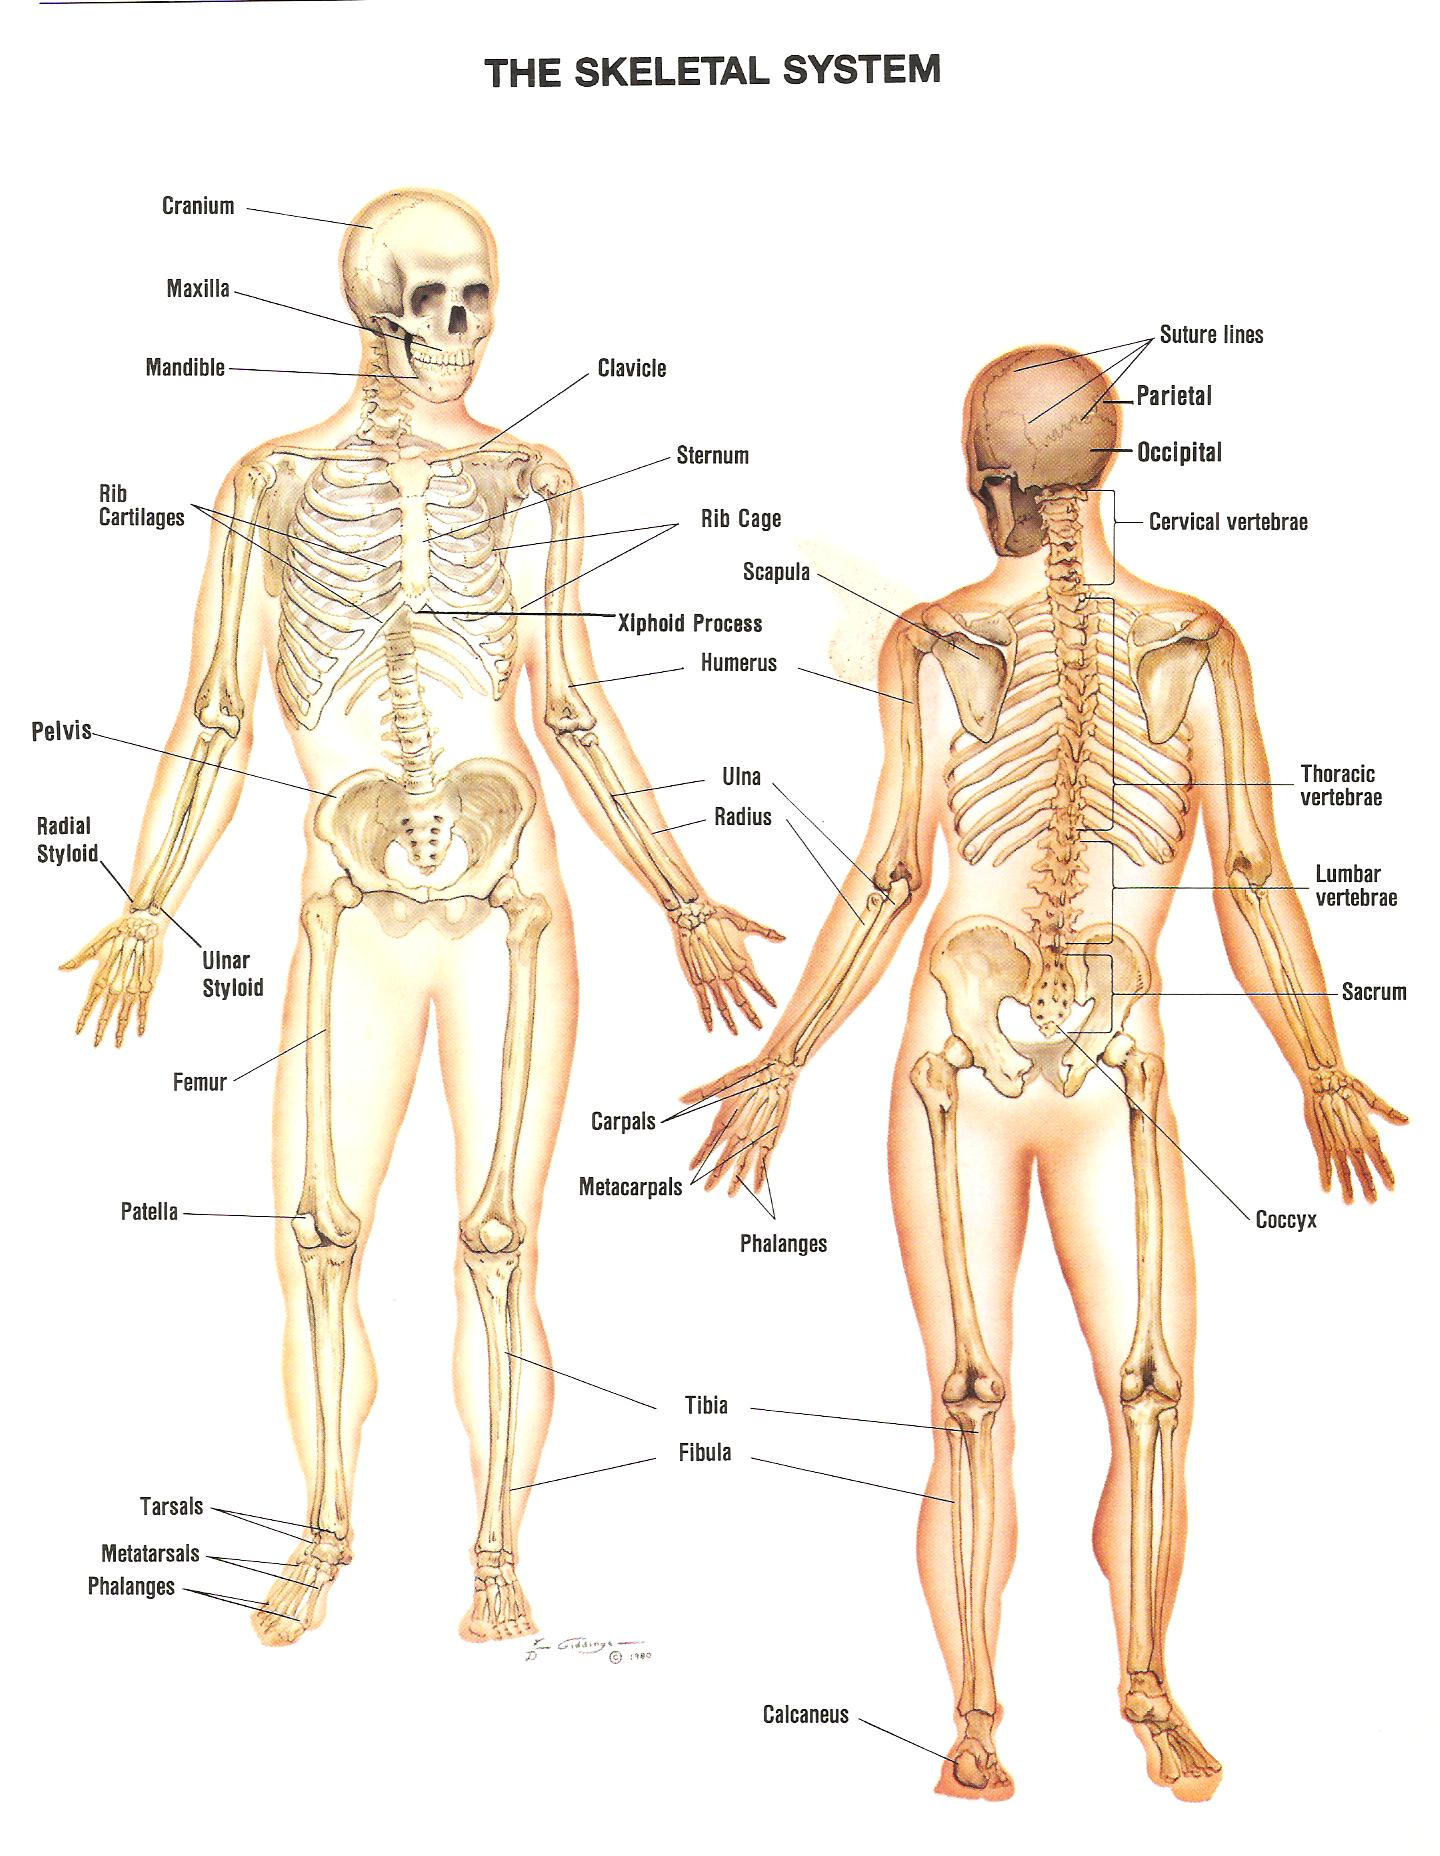 THE SKELETAL SYSTEM
Cranium
Maxilla
Mandible
Clavicle
Sternum
Rib
Cartilages
Rib Cage
Xiphoid Process
Humerus
Pelvis
Ulna
Radius
Radial
Styloid
Ulnar
Styloid
Femur
Patella
Tibia
Fibula
Tarsals
Metatarsals
Phalanges
Giddings
© 1980
Suture lines
Parietal
Occipital
Cervical vertebrae
Scapula
Thoracic
vertebrae
Lumbar
vertebrae
Sacrum
Carpals
Metacarpals
Phalanges
Coccyx
Calcaneus